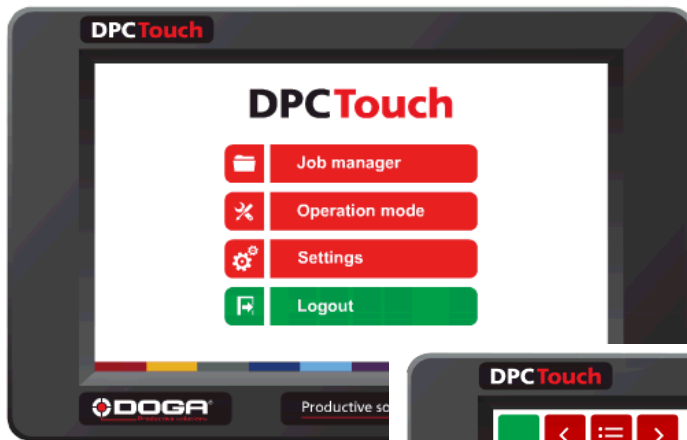 DPCTouch
DPCTouch
Job manager
Operation mode
Settings
Logout
DOGA
Productive so
DPCTouch